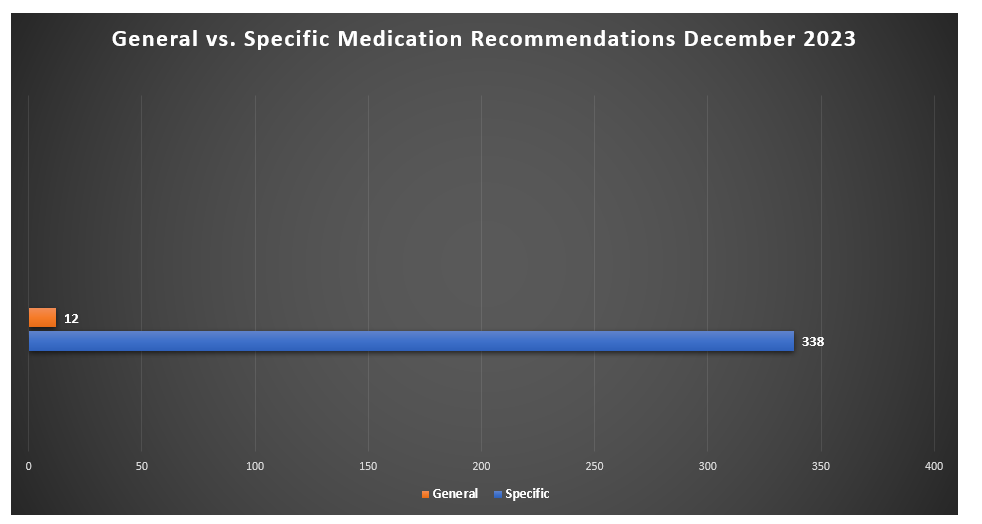 General vs. Specific Medication Recommendations December 2023
12
338
0 50 100 150 200 250 300 350 400
General Specific